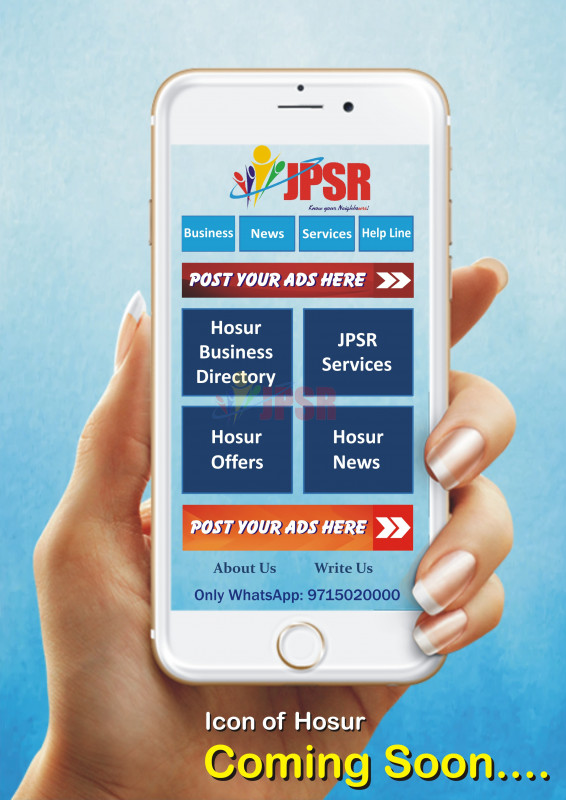 JPSR
Know your Neighbours!
Business News Services Help Line
POST YOUR ADS HERE
Hosur
Business
Directory
JPSR
Services
JPSR
Hosur
Offers
Hosur
News
POST YOUR ADS HERE
About Us Write Us
Only WhatsApp: 9715020000
Icon of Hosur
Coming Soon....